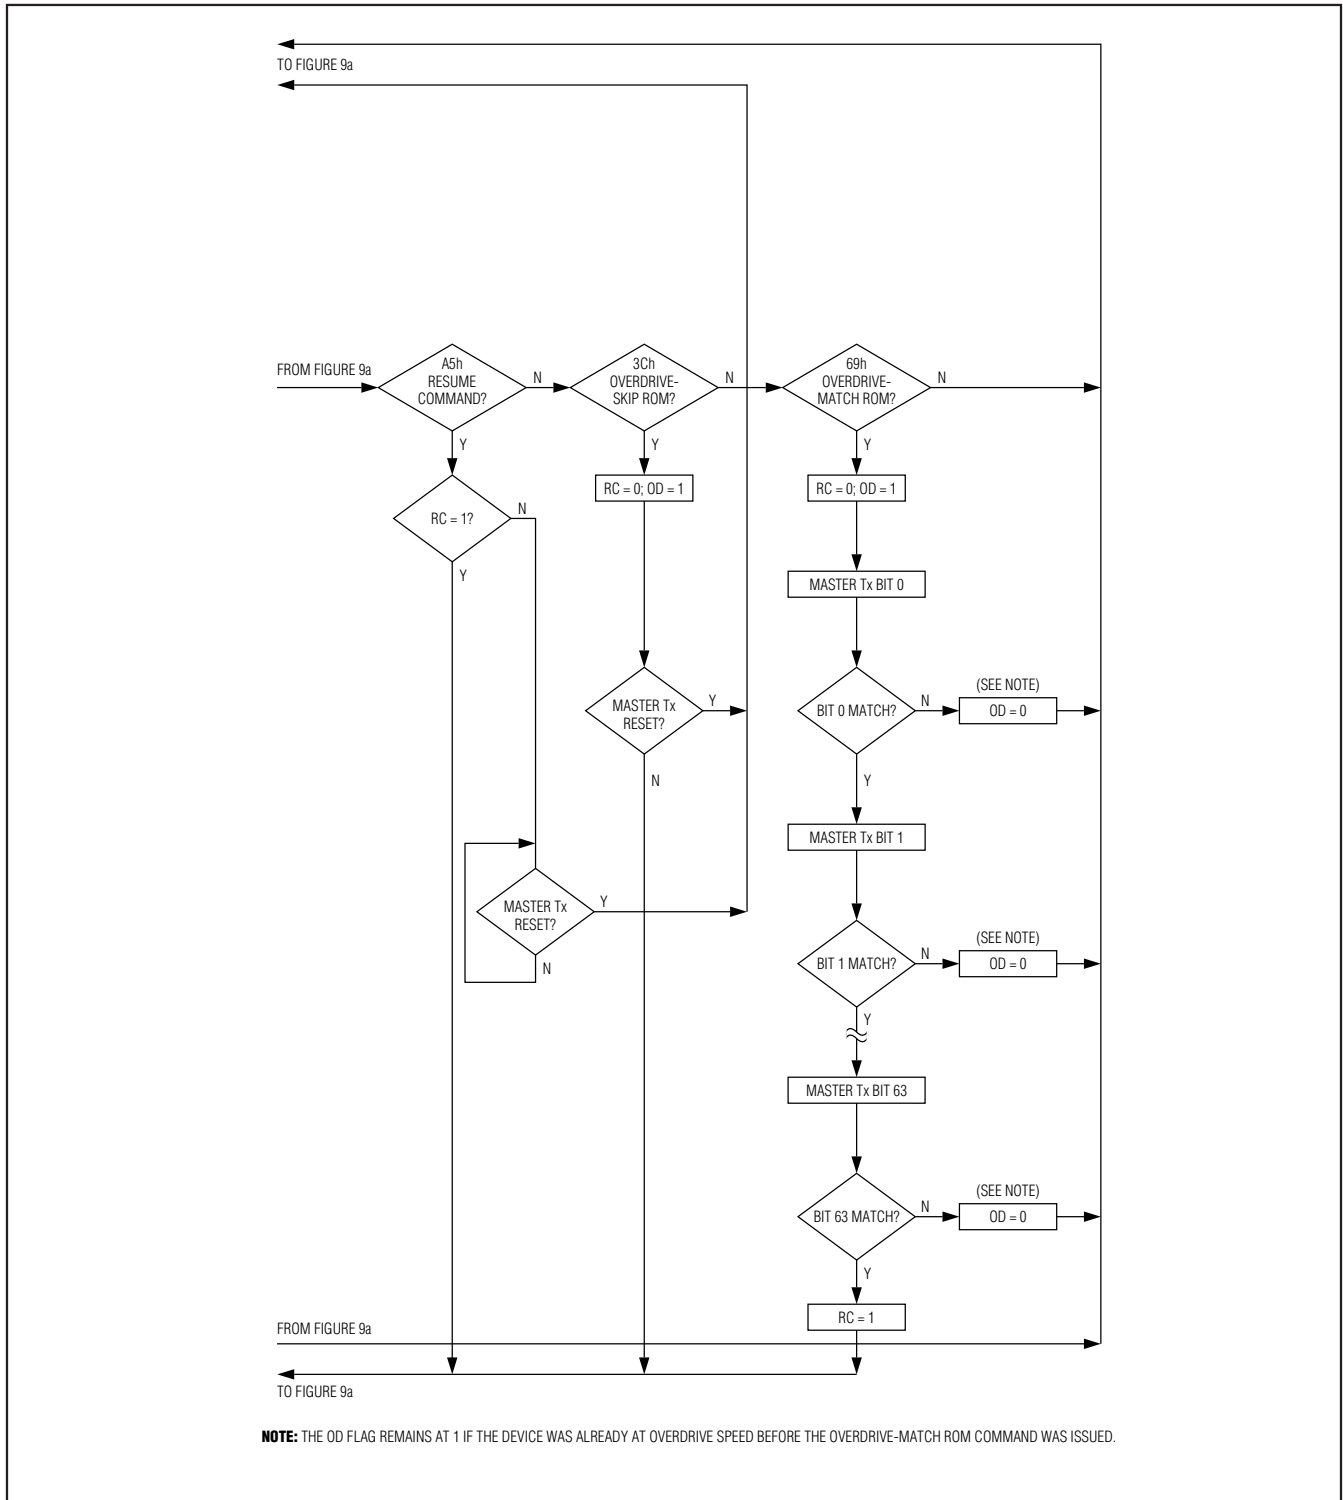 TO FIGURE 9a
FROM FIGURE 9a
A5h
RESUME
COMMAND?
N
3Ch
OVERDRIVE-
SKIP ROM?
N
69h
OVERDRIVE-
MATCH ROM?
N
Y
Y
Y
RC = 1?
N
Y
RC = 0; OD = 1
RC = 0; OD = 1
MASTER Tx BIT 0
MASTER Tx
RESET?
Y
N
BIT 0 MATCH?
N
(SEE NOTE)
OD = 0
Y
MASTER Tx BIT 1
MASTER Tx
RESET?
Y
N
BIT 1 MATCH?
N
(SEE NOTE)
OD = 0
Y
MASTER Tx BIT 63
BIT 63 MATCH?
N
(SEE NOTE)
OD = 0
Y
RC = 1
FROM FIGURE 9a
TO FIGURE 9a
NOTE: THE OD FLAG REMAINS AT 1 IF THE DEVICE WAS ALREADY AT OVERDRIVE SPEED BEFORE THE OVERDRIVE-MATCH ROM COMMAND WAS ISSUED.